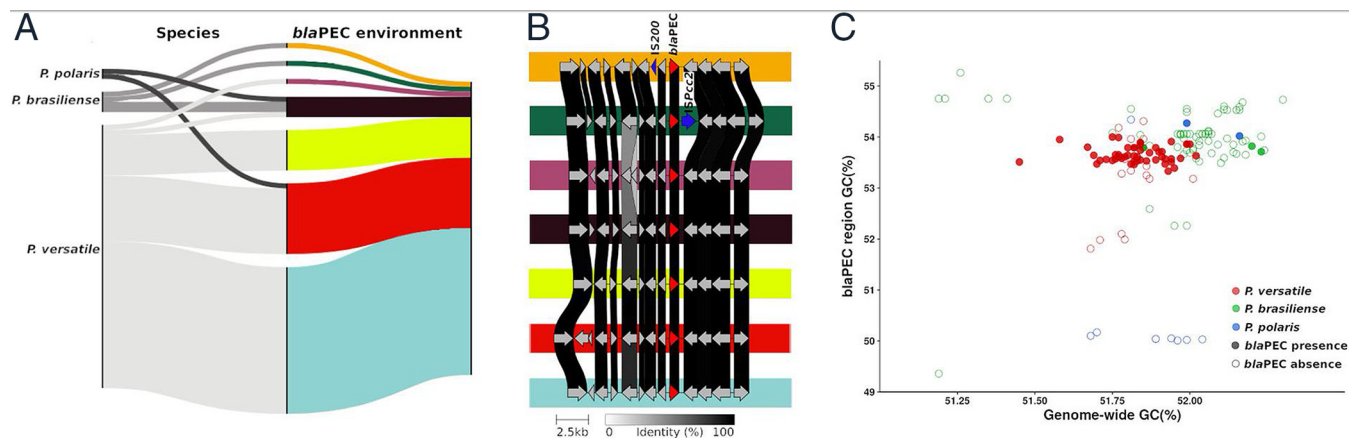 A
Species
blaPEC environment
P. polaris
P. brasiliense
P. versatile
B
IS200
blaPEC
ISPcc2
2.5kb
0
Identity (%)
100
C
blaPEC region GC(%)
55
54
53
52
51
50
49
51.25
51.50
51.75
52.00
Genome-wide GC(%)
P. versatile
P. brasiliense
P. polaris
blaPEC presence
blaPEC absence